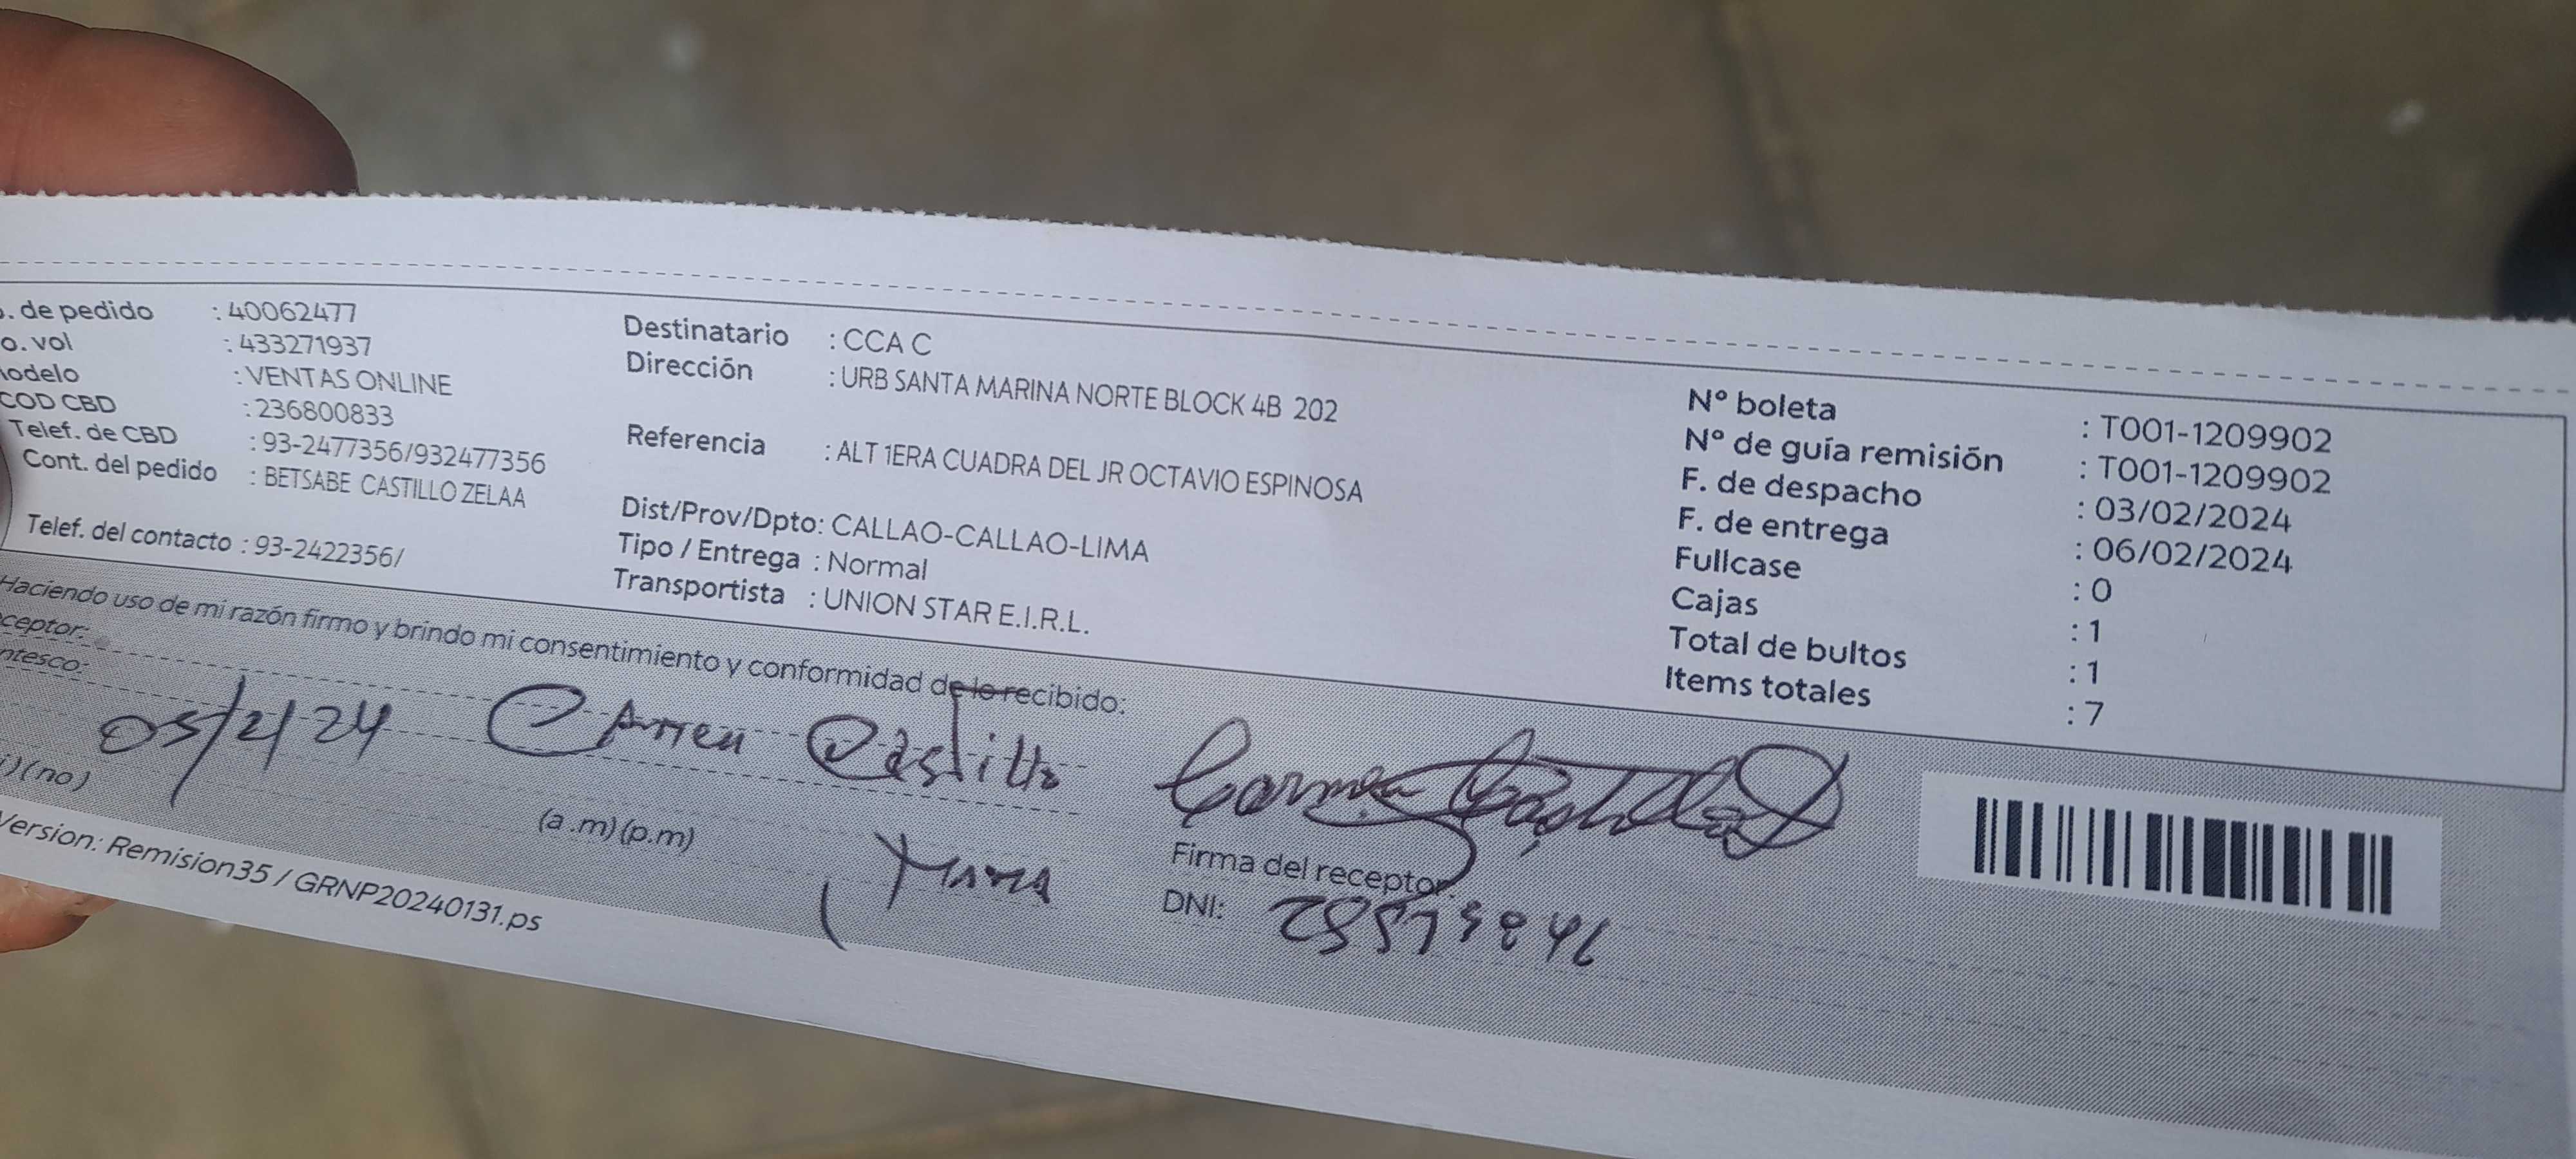 . de pedido : 40062477
o. vol : 433271937
odelo : VENTAS ONLINE
COD CBD : 236800833
Telef. de CBD : 93-2477356/932477356
Cont. del pedido : BETSABE CASTILLO ZELAA
Telef. del contacto : 93-2422356/
Destinatario : CCA C
Dirección : URB SANTA MARINA NORTE BLOCK 4B 202
Referencia : ALT 1ERA CUADRA DEL JR OCTAVIO ESPINOSA
Dist/Prov/Dpto: CALLAO-CALLAO-LIMA
Tipo / Entrega : Normal
Transportista : UNION STAR E.I.R.L.
N° boleta : T001-1209902
N° de guía remisión : T001-1209902
F. de despacho : 03/02/2024
F. de entrega : 06/02/2024
Fullcase : 0
Cajas : 1
Total de bultos : 1
Items totales : 7
Haciendo uso de mi razón firmo y brindo mi consentimiento y conformidad de lo recibido:
ceptor:
ntesco:
05/2/24 Carmen Castillo Carmen Castillo
i) (no)
(a .m) (p.m)
Firma del receptor:
DNI:
Version: Remision35 / GRNP20240131.ps